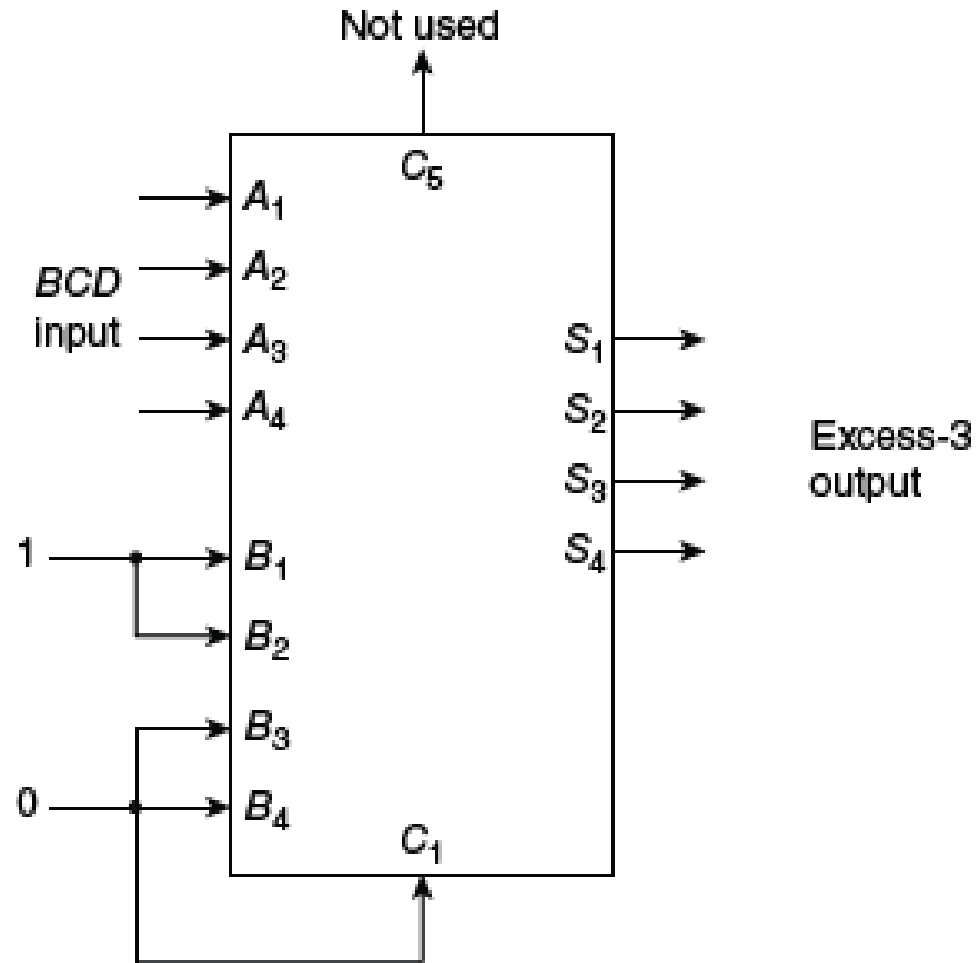 Not used
C₅
A₁
A₂
BCD
input
A₃
A₄
S₁
S₂
S₃
S₄
Excess-3
output
1
B₁
B₂
B₃
0
B₄
C₁